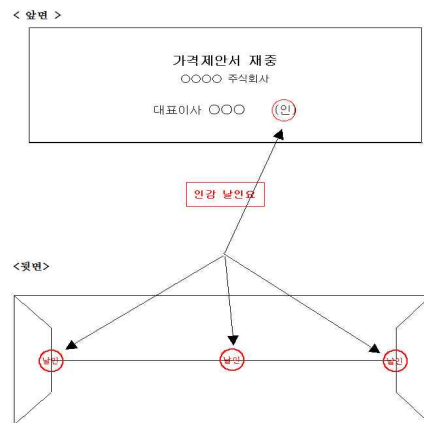 < 앞면 >
가격제안서 재중
○○○○ 주식회사
대표이사 ○○○ (인)
인감 날인요
<뒷면>
날인 날인 날인